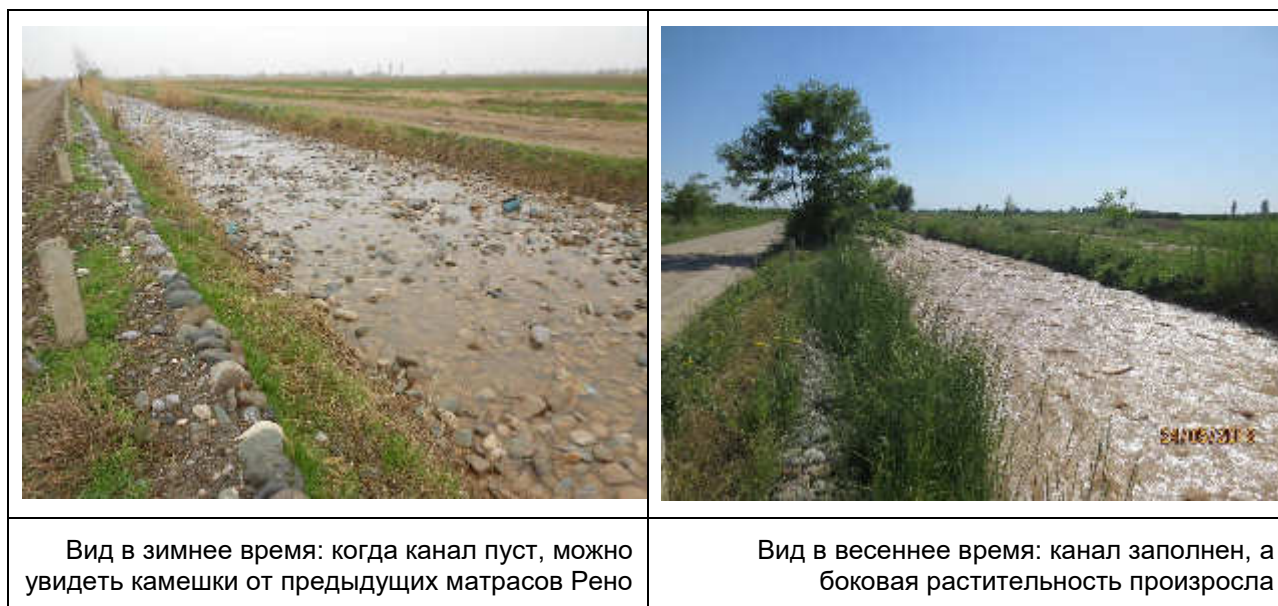 Вид в зимнее время: когда канал пуст, можно
увидеть камешки от предыдущих матрасов Рено
Вид в весеннее время: канал заполнен, а
боковая растительность произросла